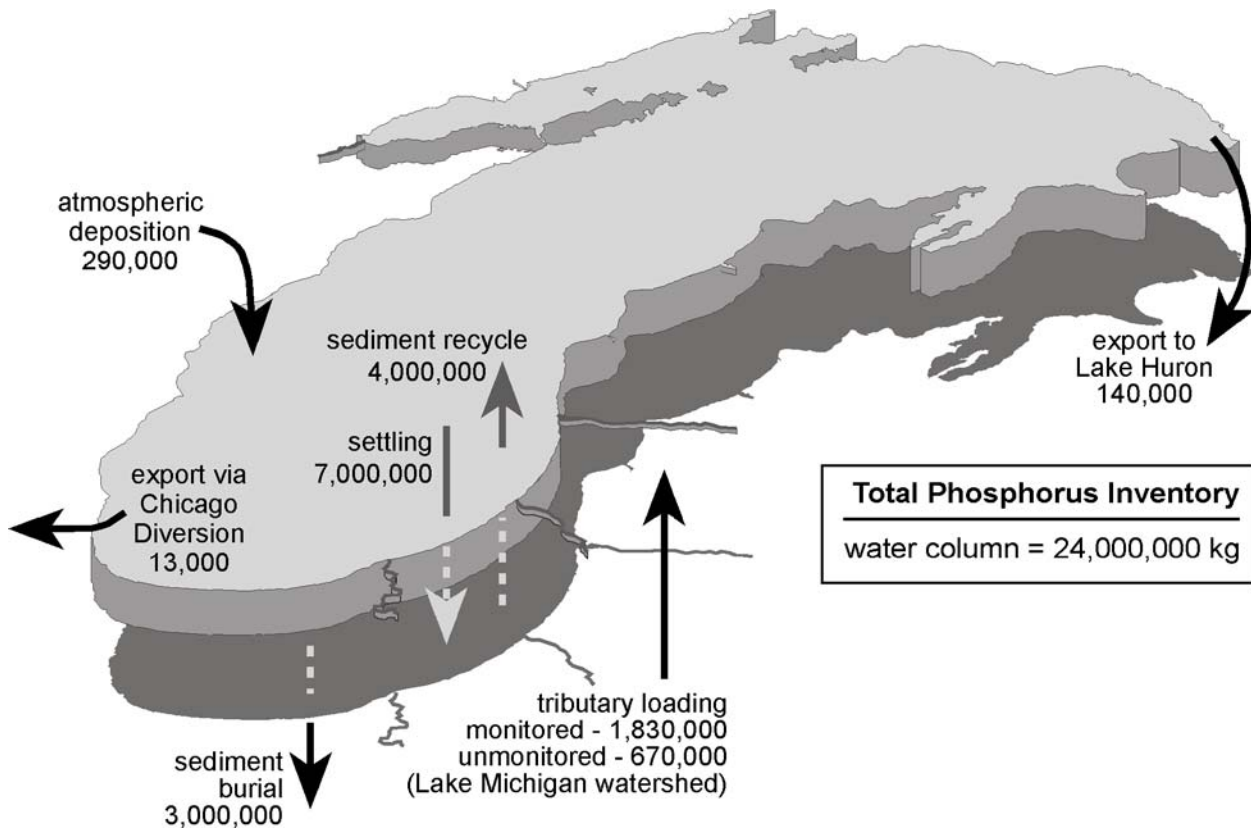 atmospheric
deposition
290,000
sediment recycle
4,000,000
settling
7,000,000
export via
Chicago
Diversion
13,000
export to
Lake Huron
140,000
Total Phosphorus Inventory
water column = 24,000,000 kg
tributary loading
monitored - 1,830,000
unmonitored - 670,000
(Lake Michigan watershed)
sediment
burial
3,000,000